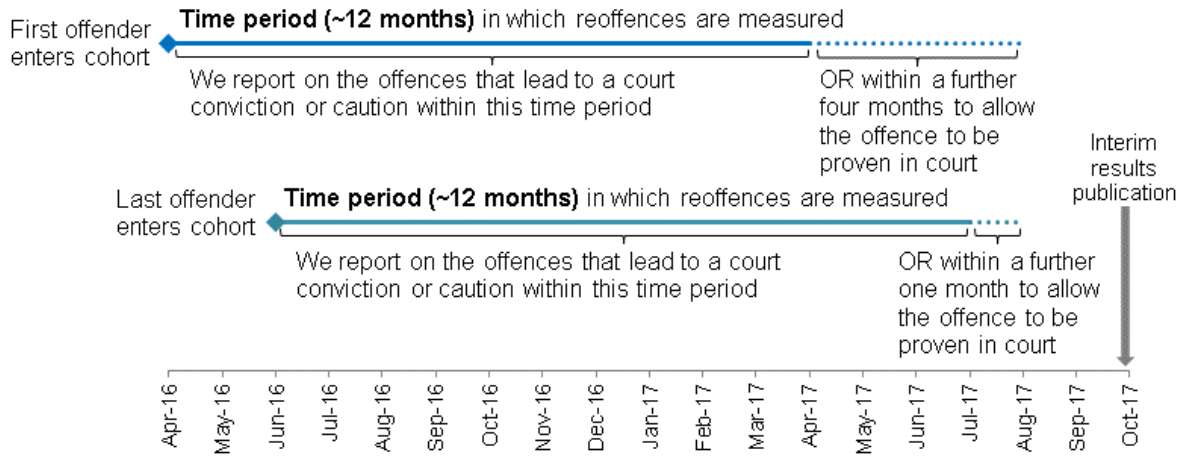 Time period (~12 months) in which reoffences are measured
First offender
enters cohort
We report on the offences that lead to a court
conviction or caution within this time period
OR within a further
four months to allow
the offence to be
proven in court
Interim
results
publication
Time period (~12 months) in which reoffences are measured
Last offender
enters cohort
We report on the offences that lead to a court
conviction or caution within this time period
OR within a further
one month to allow
the offence to be
proven in court
Apr-16
May-16
Jun-16
Jul-16
Aug-16
Sep-16
Oct-16
Nov-16
Dec-16
Jan-17
Feb-17
Mar-17
Apr-17
May-17
Jun-17
Jul-17
Aug-17
Sep-17
Oct-17